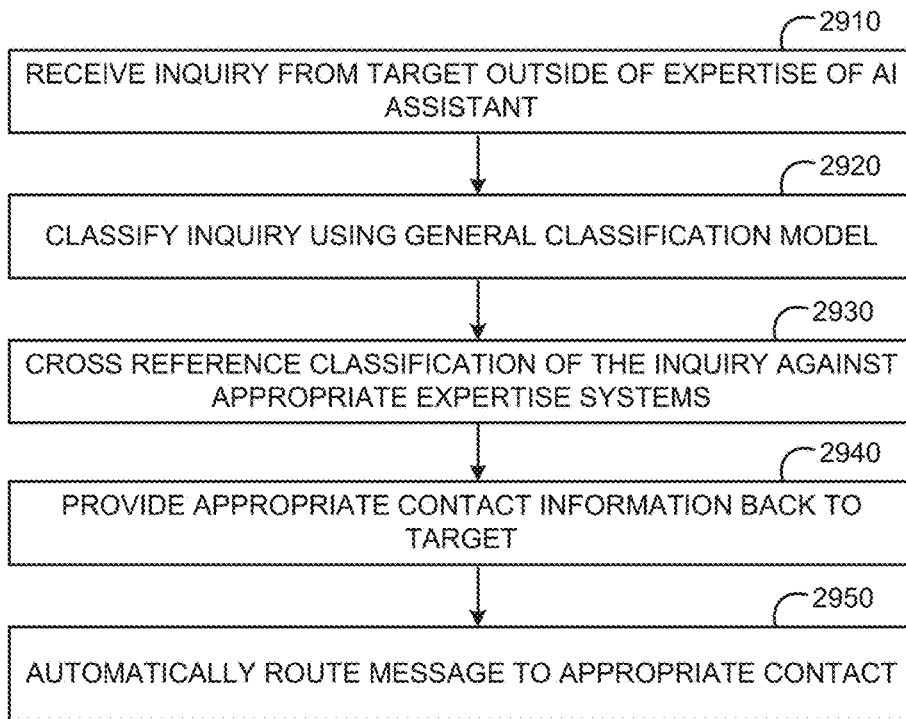 2910
RECEIVE INQUIRY FROM TARGET OUTSIDE OF EXPERTISE OF AI
ASSISTANT
2920
CLASSIFY INQUIRY USING GENERAL CLASSIFICATION MODEL
2930
CROSS REFERENCE CLASSIFICATION OF THE INQUIRY AGAINST
APPROPRIATE EXPERTISE SYSTEMS
2940
PROVIDE APPROPRIATE CONTACT INFORMATION BACK TO
TARGET
2950
AUTOMATICALLY ROUTE MESSAGE TO APPROPRIATE CONTACT